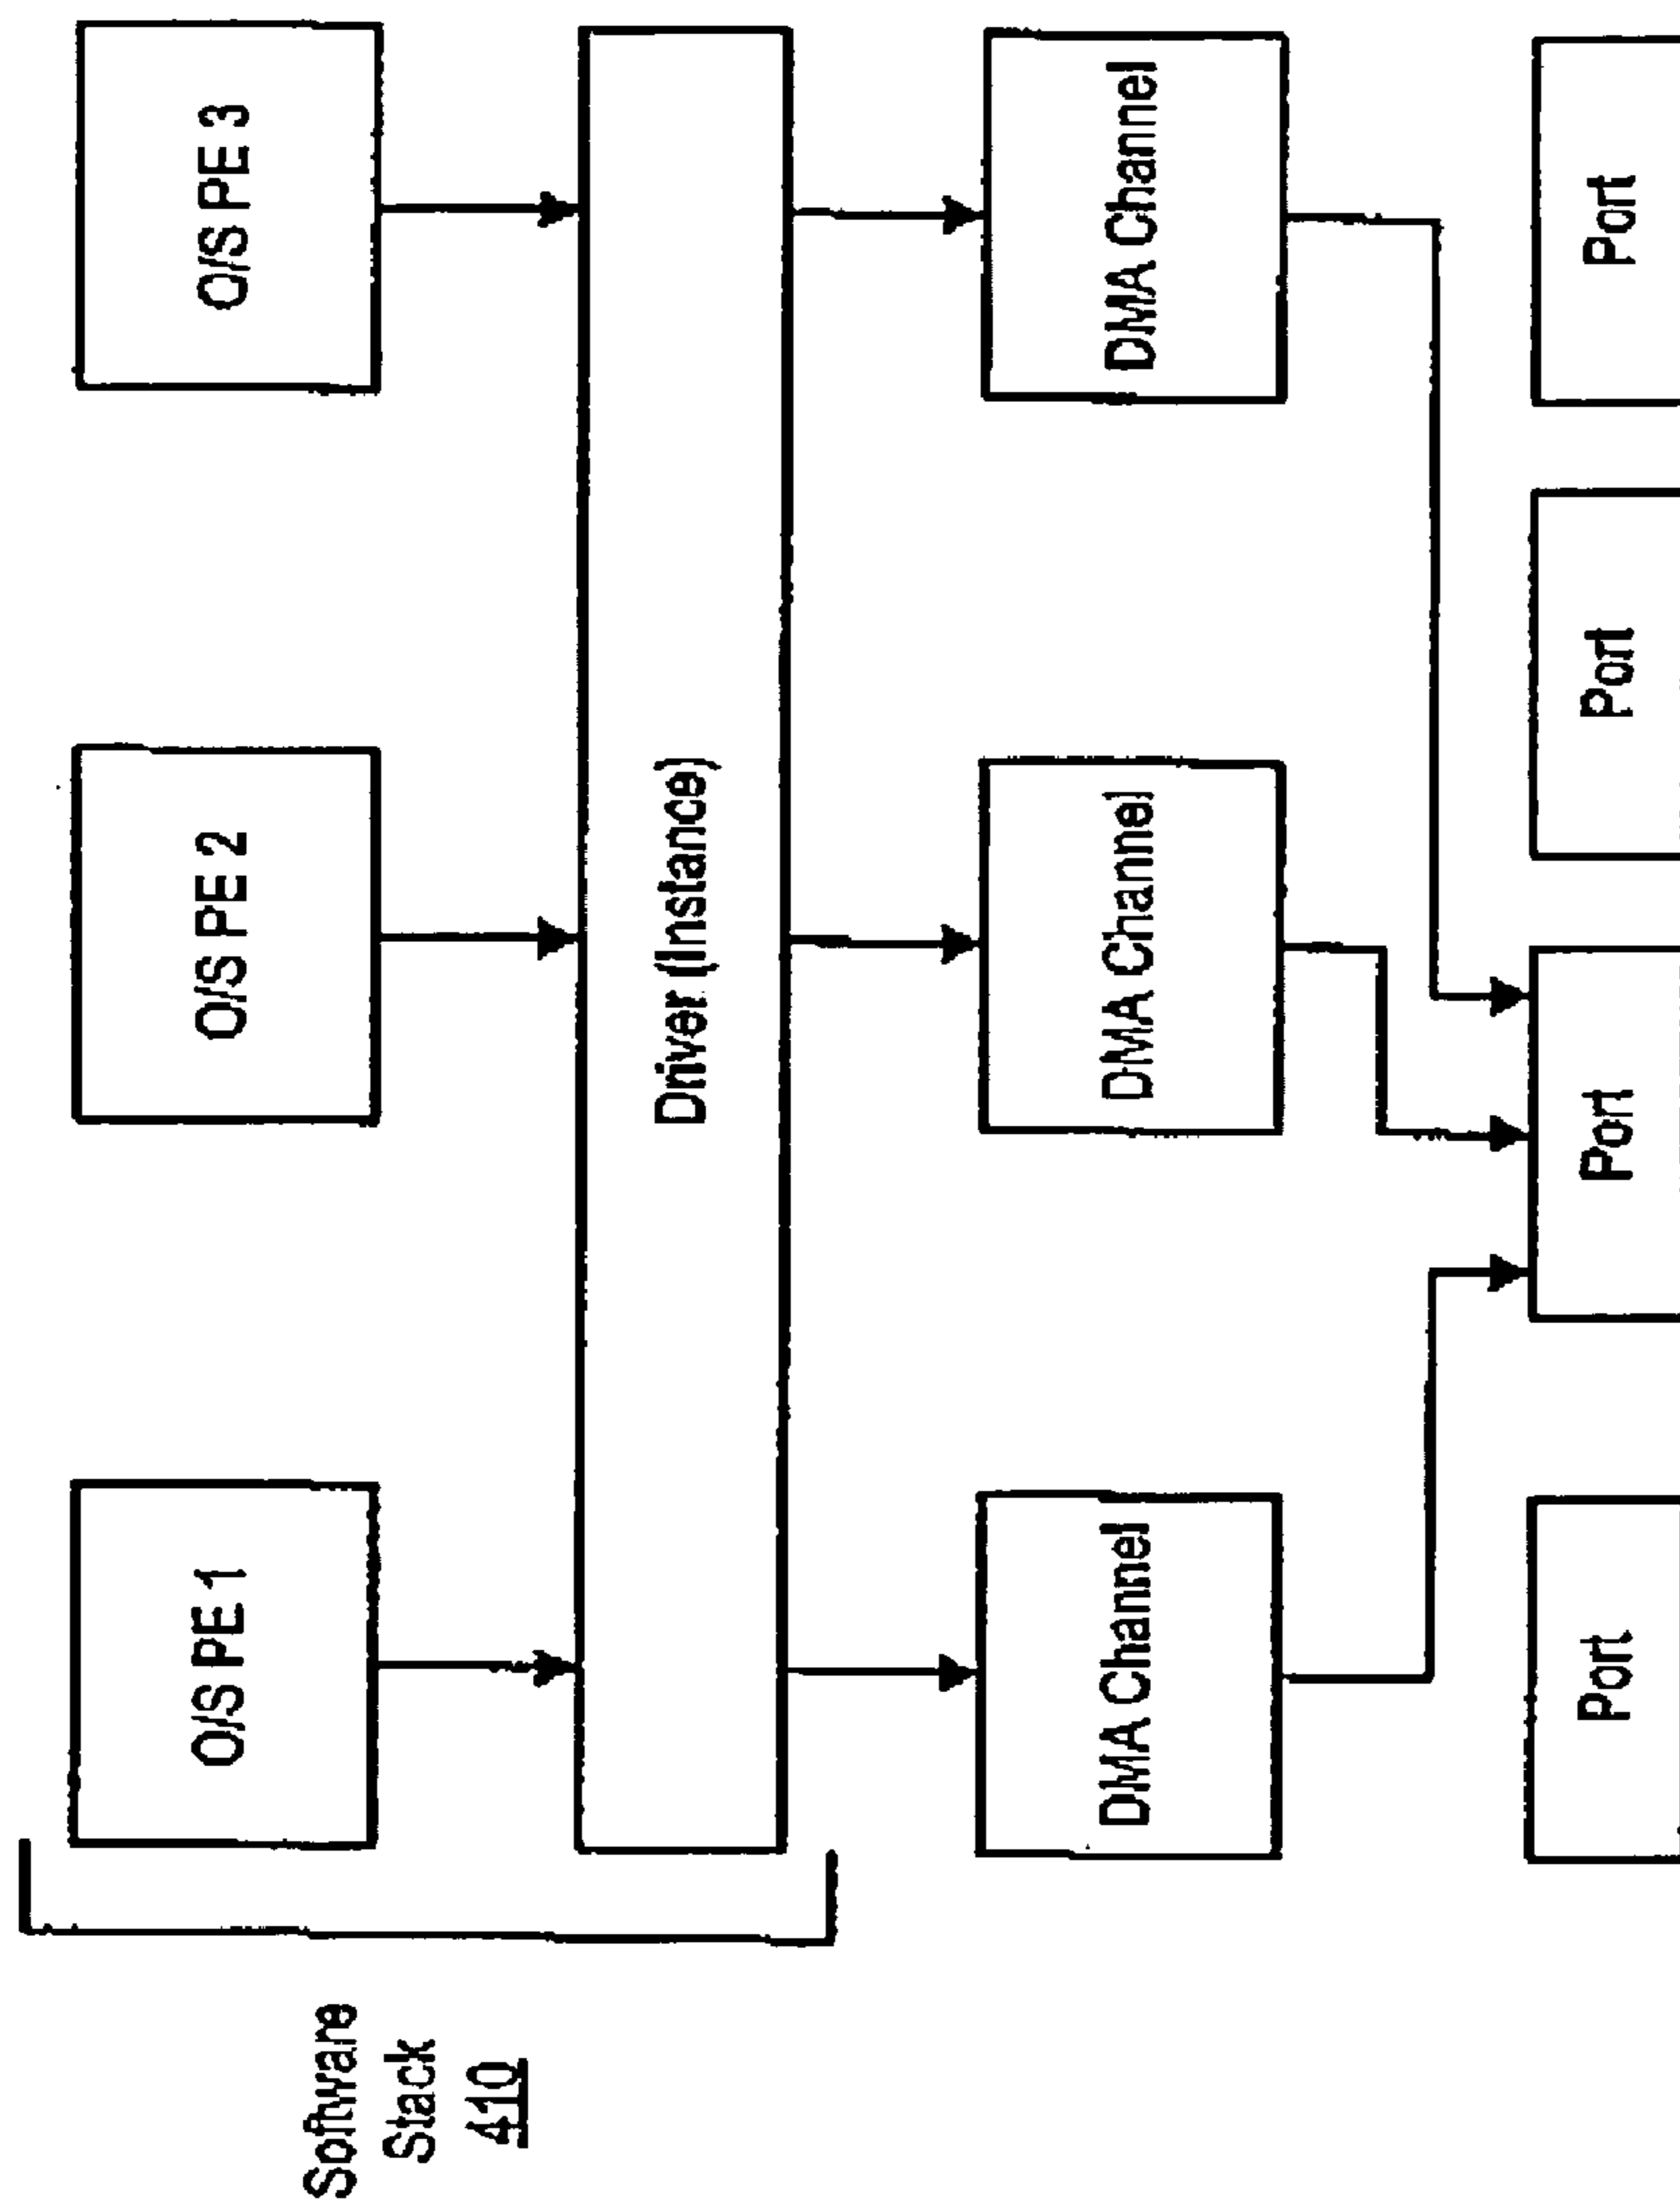 O/S PE 1
O/S PE 2
O/S PE 3
Software
Stack
410
Driver (Instance)
DMA Channel
DMA Channel
DMA Channel
Port
Port
Port
Port